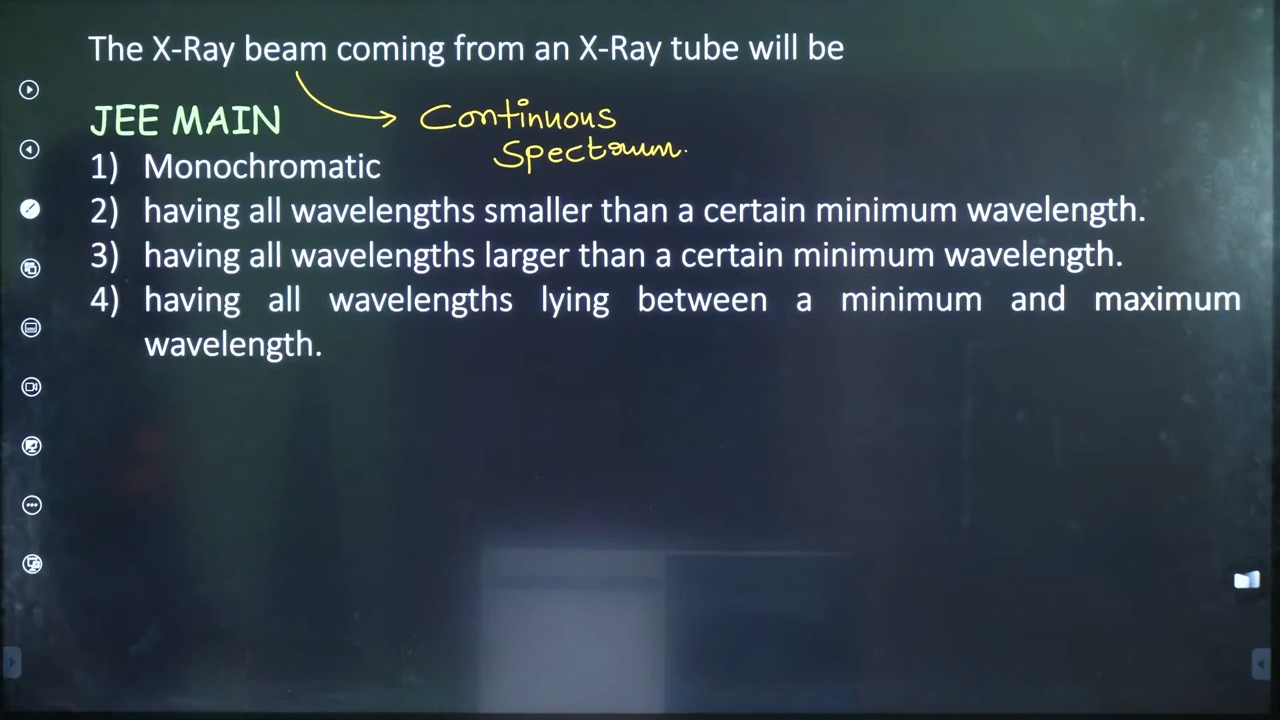 The X-Ray beam coming from an X-Ray tube will be
JEE MAIN
Continuous
Spectrum.
1) Monochromatic
2) having all wavelengths smaller than a certain minimum wavelength.
3) having all wavelengths larger than a certain minimum wavelength.
4) having all wavelengths lying between a minimum and maximum
wavelength.